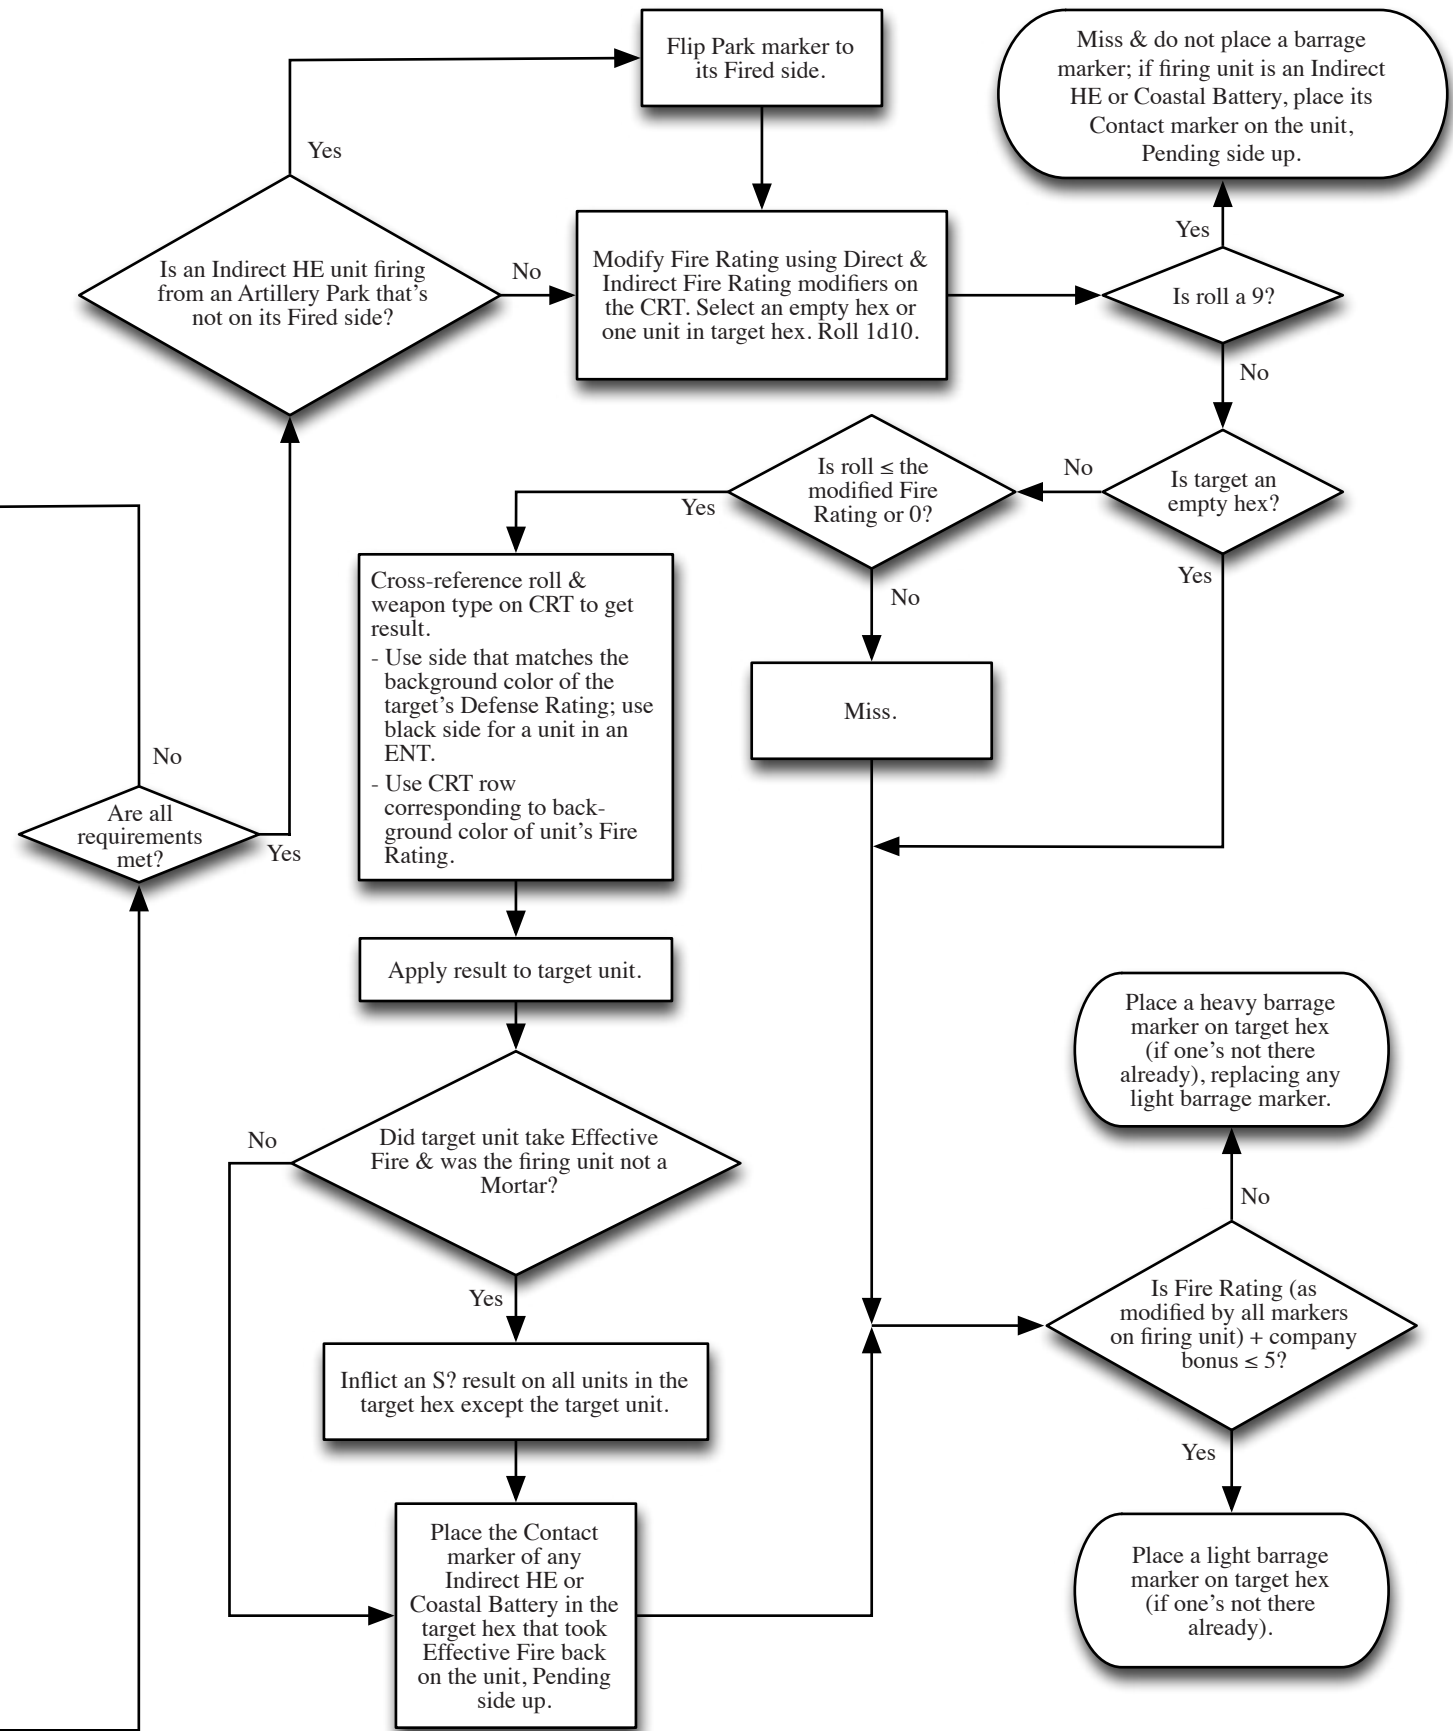 Flip Park marker to
its Fired side.
Miss & do not place a barrage
marker; if firing unit is an Indirect
HE or Coastal Battery, place its
Contact marker on the unit,
Pending side up.
Yes
Is an Indirect HE unit firing
from an Artillery Park that's
not on its Fired side?
No
Modify Fire Rating using Direct &
Indirect Fire Rating modifiers on
the CRT. Select an empty hex or
one unit in target hex. Roll 1d10.
Yes
Is roll a 9?
No
Is target an
empty hex?
No
Yes
Is roll ≤ the
modified Fire
Rating or 0?
Yes
No
Cross-reference roll &
weapon type on CRT to get
result.
- Use side that matches the
background color of the
target's Defense Rating; use
black side for a unit in an
ENT.
- Use CRT row
corresponding to back-
ground color of unit's Fire
Rating.
Miss.
No
Are all
requirements
met?
Yes
Apply result to target unit.
Did target unit take Effective
Fire & was the firing unit not a
Mortar?
No
Yes
Inflict an S? result on all units in the
target hex except the target unit.
Place the Contact
marker of any
Indirect HE or
Coastal Battery in the
target hex that took
Effective Fire back
on the unit, Pending
side up.
Place a heavy barrage
marker on target hex
(if one's not there
already), replacing any
light barrage marker.
No
Is Fire Rating (as
modified by all markers
on firing unit) + company
bonus ≤ 5?
Yes
Place a light barrage
marker on target hex
(if one's not there
already).